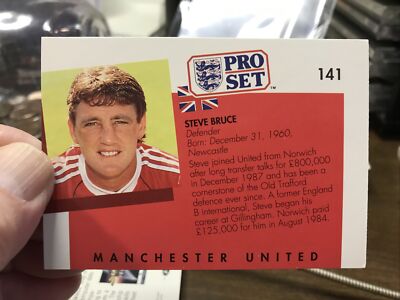 PRO
SET
™
141
STEVE BRUCE
Defender
Born: December 31, 1960,
Newcastle
Steve joined United from Norwich
after long transfer talks for £800,000
in December 1987 and has been a
cornerstone of the Old Trafford
defence ever since. A former England
B International, Steve began his
career at Gillingham. Norwich paid
£125,000 for him in August 1984.
MANCHESTER UNITED